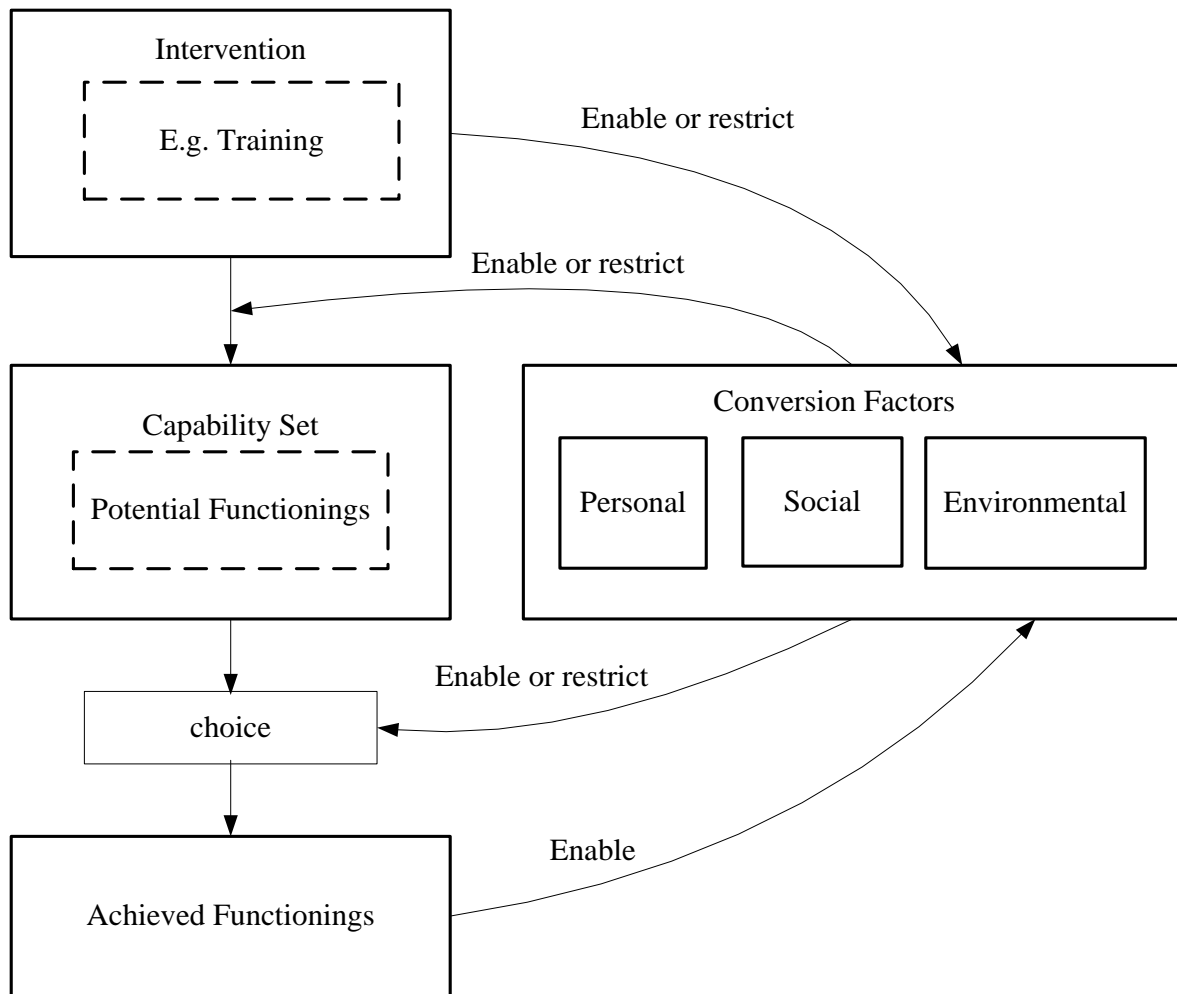 Intervention
E.g. Training
Enable or restrict
Enable or restrict
Capability Set
Potential Functionings
Conversion Factors
Personal
Social
Environmental
Enable or restrict
choice
Enable
Achieved Functionings